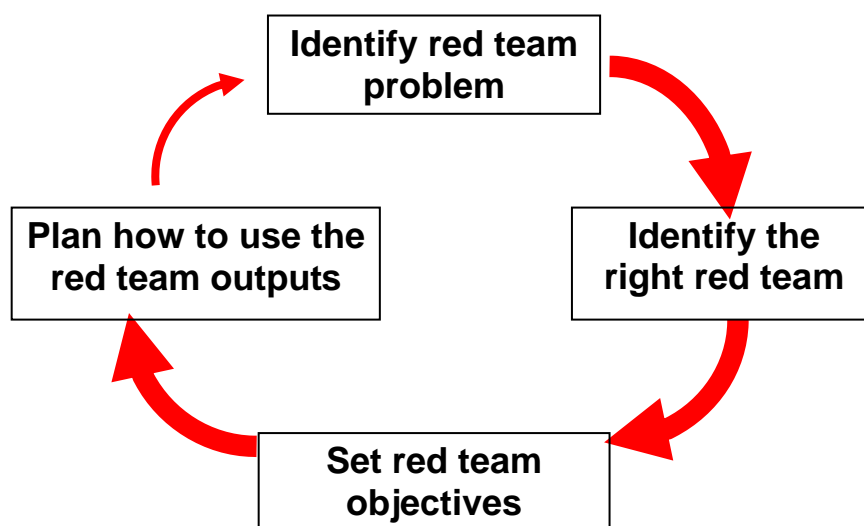 Identify red team
problem
Identify the
right red team
Set red team
objectives
Plan how to use the
red team outputs